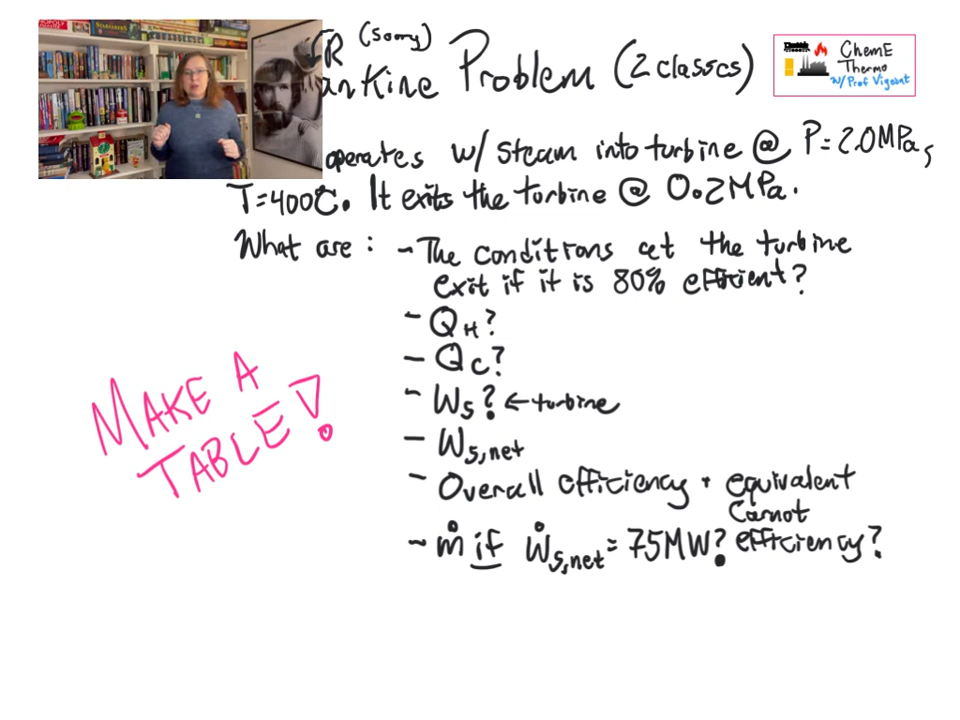 (sorry)
Problem (2 classes)
ChemE
Thermo
w/ Prof Vigeant
operates w/ steam into turbine @ P=2.0MPa,
T=400°C. It exits the turbine @ 0.2MPa.
What are: - The conditions at the turbine
exit if it is 80% efficient?
- QH?
- QC?
- WS? ← turbine
- WS,net
- Overall efficiency + equivalent
Carnot
- ṁ if ẆS,net = 75MW? efficiency?
MAKE A
TABLE!